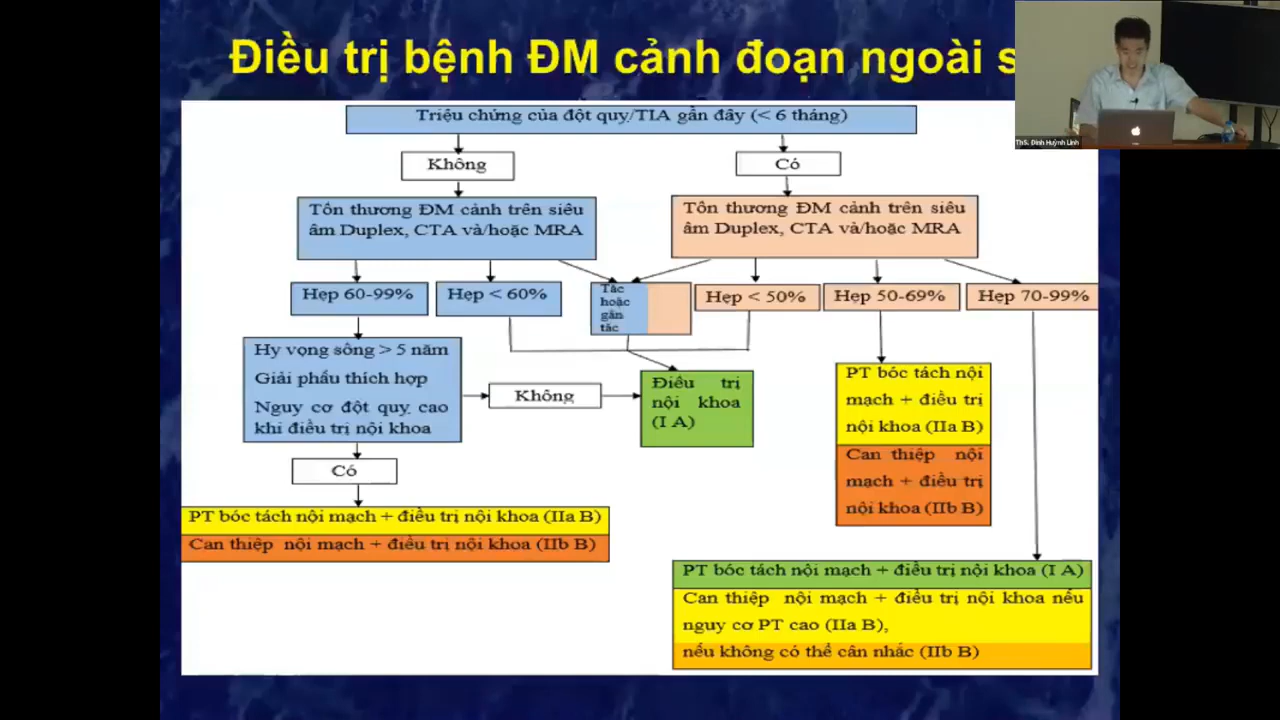 Điều trị bệnh ĐM cảnh đoạn ngoài
ThS. Đinh Huỳnh Linh
Triệu chứng của đột quy/TIA gần đây (< 6 tháng)
Không
Có
Tổn thương ĐM cảnh trên siêu
âm Duplex, CTA và/hoặc MRA
Tổn thương ĐM cảnh trên siêu
âm Duplex, CTA và/hoặc MRA
Hẹp 60-99%
Hẹp < 60%
Tắc
hoặc
gần
tắc
Hẹp < 50%
Hẹp 50-69%
Hẹp 70-99%
Hy vọng sống > 5 năm
Giải phẩu thích hợp
Nguy cơ đột quy cao
khi điều trị nội khoa
Không
Điều trị
nội khoa
(I A)
PT bóc tách nội
mạch + điều trị
nội khoa (IIa B)
Can thiệp nội
mạch + điều trị
nội khoa (IIb B)
Có
PT bóc tách nội mạch + điều trị nội khoa (IIa B)
Can thiệp nội mạch + điều trị nội khoa (IIb B)
PT bóc tách nội mạch + điều trị nội khoa (I A)
Can thiệp nội mạch + điều trị nội khoa nếu
nguy cơ PT cao (IIa B),
nếu không có thể cân nhắc (IIb B)